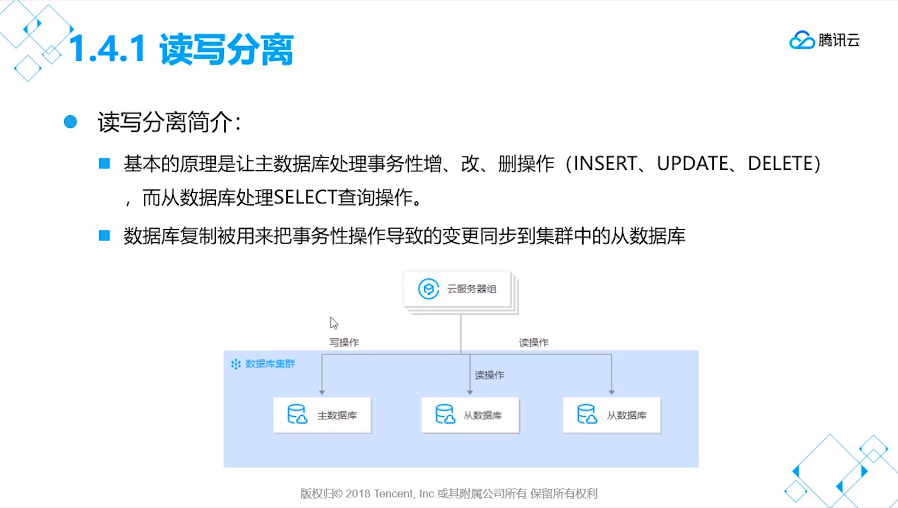 1.4.1 读写分离
腾讯云
读写分离简介：
基本的原理是让主数据库处理事务性增、改、删操作（INSERT、UPDATE、DELETE）
，而从数据库处理SELECT查询操作。
数据库复制被用来把事务性操作导致的变更同步到集群中的从数据库
云服务器组
写操作
读操作
数据库集群
读操作
主数据库
从数据库
从数据库
版权归© 2018 Tencent, Inc.或其附属公司所有 保留所有权利